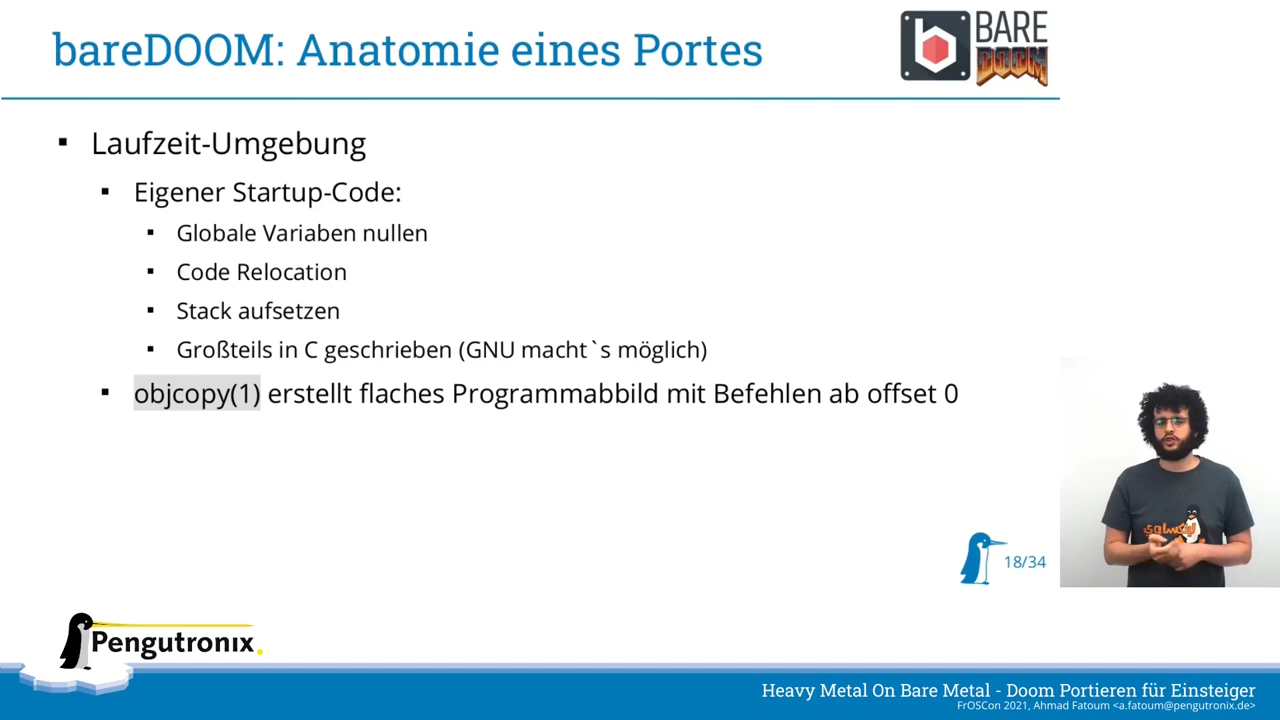 bareDOOM: Anatomie eines Portes
BARE
DOOM
Laufzeit-Umgebung
Eigener Startup-Code:
Globale Variaben nullen
Code Relocation
Stack aufsetzen
Großteils in C geschrieben (GNU macht`s möglich)
objcopy(1) erstellt flaches Programmabbild mit Befehlen ab offset 0
18/34
Pengutronix
Heavy Metal On Bare Metal - Doom Portieren für Einsteiger
FrOSCon 2021, Ahmad Fatoum <a.fatoum@pengutronix.de>